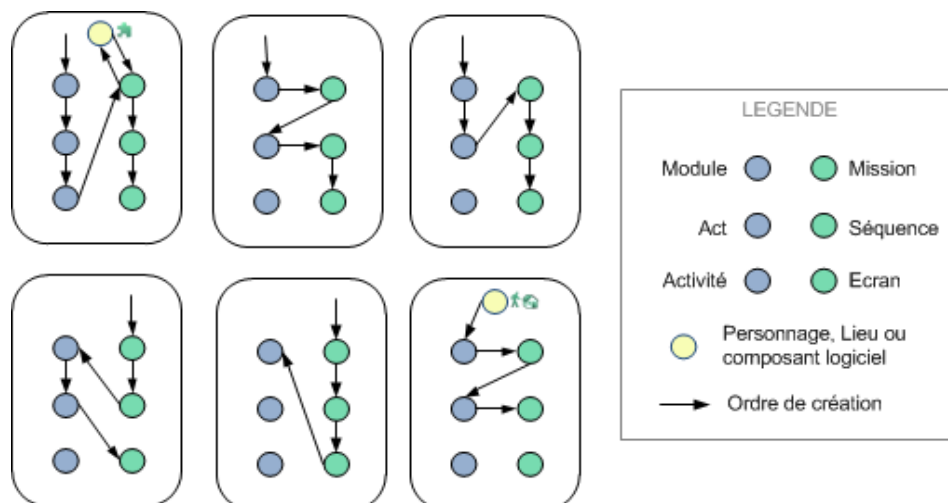 LEGENDE
Module Mission
Act Séquence
Activité Ecran
Personnage, Lieu ou
composant logiciel
Ordre de création